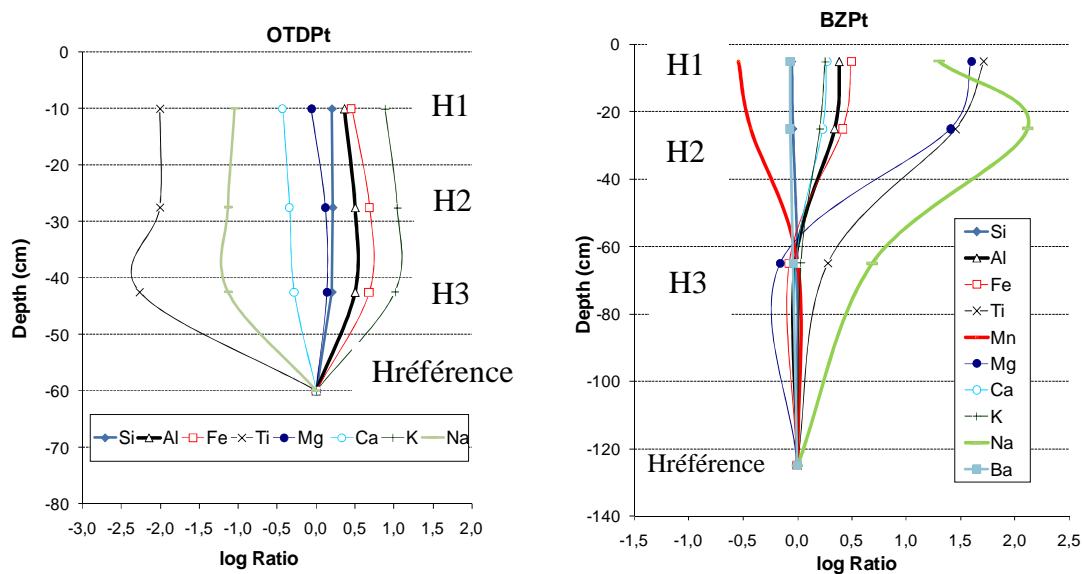 OTDPt
0
-10
-20
-30
-40
-50
-60
-70
-80
Depth (cm)
H1
H2
H3
Hréférence
Si Al Fe Ti Mg Ca K Na
-3,0 -2,5 -2,0 -1,5 -1,0 -0,5 0,0 0,5 1,0 1,5 2,0
log Ratio
BZPt
0
-20
-40
-60
-80
-100
-120
-140
Depth (cm)
H1
H2
H3
Hréférence
Si
Al
Fe
Ti
Mn
Mg
Ca
K
Na
Ba
-1,5 -1,0 -0,5 0,0 0,5 1,0 1,5 2,0 2,5
log Ratio